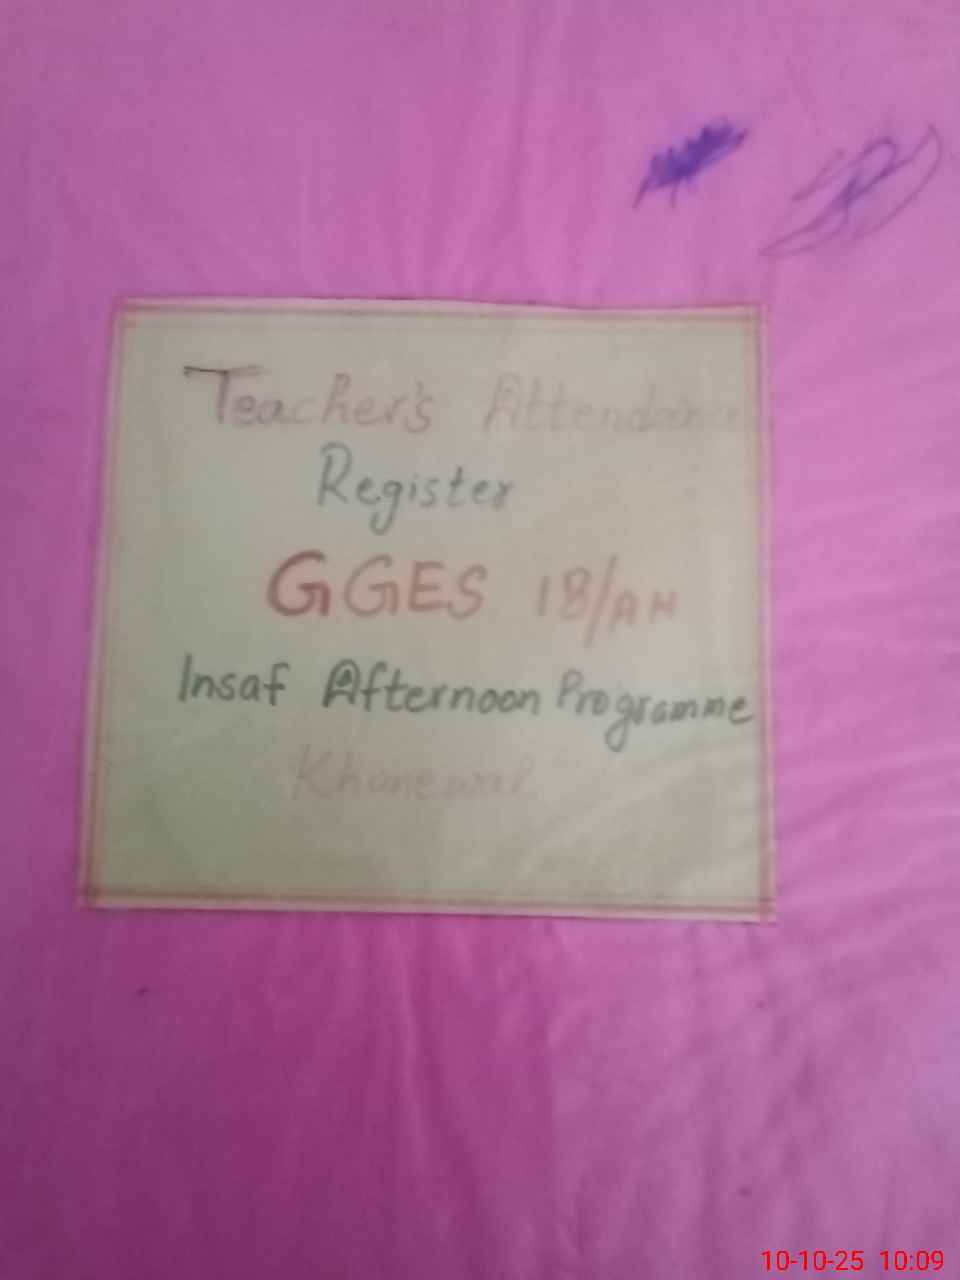 Teacher's Attendance
Register
GGES 18/AH
Insaf Afternoon Programme
Khanewal
10-10-25 10:09